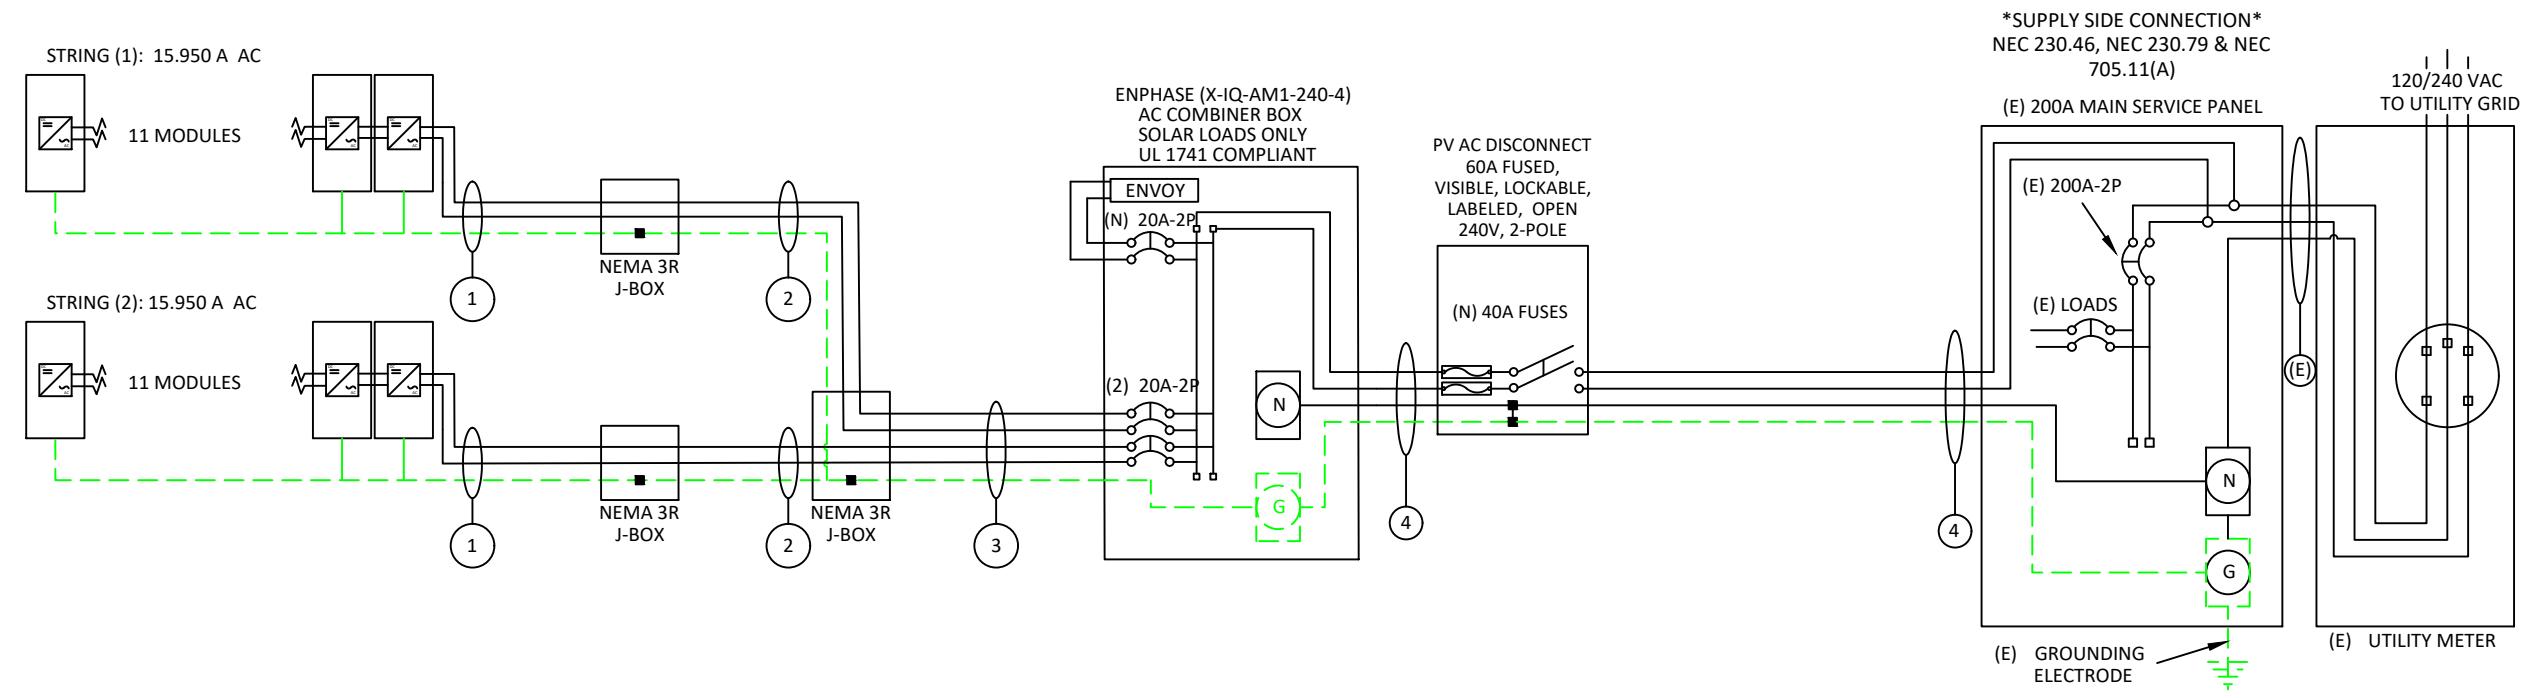 *SUPPLY SIDE CONNECTION*
NEC 230.46, NEC 230.79 & NEC
705.11(A)
STRING (1):  15.950 A  AC
11 MODULES
1
NEMA 3R
J-BOX
2
STRING (2): 15.950 A  AC
11 MODULES
1
NEMA 3R
J-BOX
2
NEMA 3R
J-BOX
3
ENPHASE (X-IQ-AM1-240-4)
AC COMBINER BOX
SOLAR LOADS ONLY
UL 1741 COMPLIANT
ENVOY
(N)  20A-2P
(2)  20A-2P
N
G
4
PV AC DISCONNECT
60A FUSED,
VISIBLE, LOCKABLE,
LABELED,  OPEN
240V, 2-POLE
(N) 40A FUSES
4
(E) 200A MAIN SERVICE PANEL
(E) 200A-2P
(E) LOADS
N
G
(E)    GROUNDING
ELECTRODE
(E)
120/240 VAC
TO UTILITY GRID
(E)    UTILITY METER